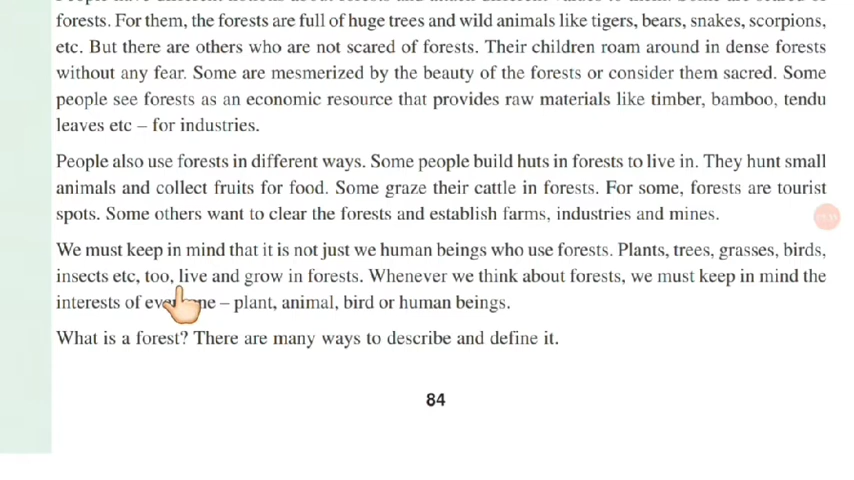 forests. For them, the forests are full of huge trees and wild animals like tigers, bears, snakes, scorpions,
etc. But there are others who are not scared of forests. Their children roam around in dense forests
without any fear. Some are mesmerized by the beauty of the forests or consider them sacred. Some
people see forests as an economic resource that provides raw materials like timber, bamboo, tendu
leaves etc – for industries.
People also use forests in different ways. Some people build huts in forests to live in. They hunt small
animals and collect fruits for food. Some graze their cattle in forests. For some, forests are tourist
spots. Some others want to clear the forests and establish farms, industries and mines.
We must keep in mind that it is not just we human beings who use forests. Plants, trees, grasses, birds,
insects etc, too, live and grow in forests. Whenever we think about forests, we must keep in mind the
interests of – plant, animal, bird or human beings.
What is a forest? There are many ways to describe and define it.
84